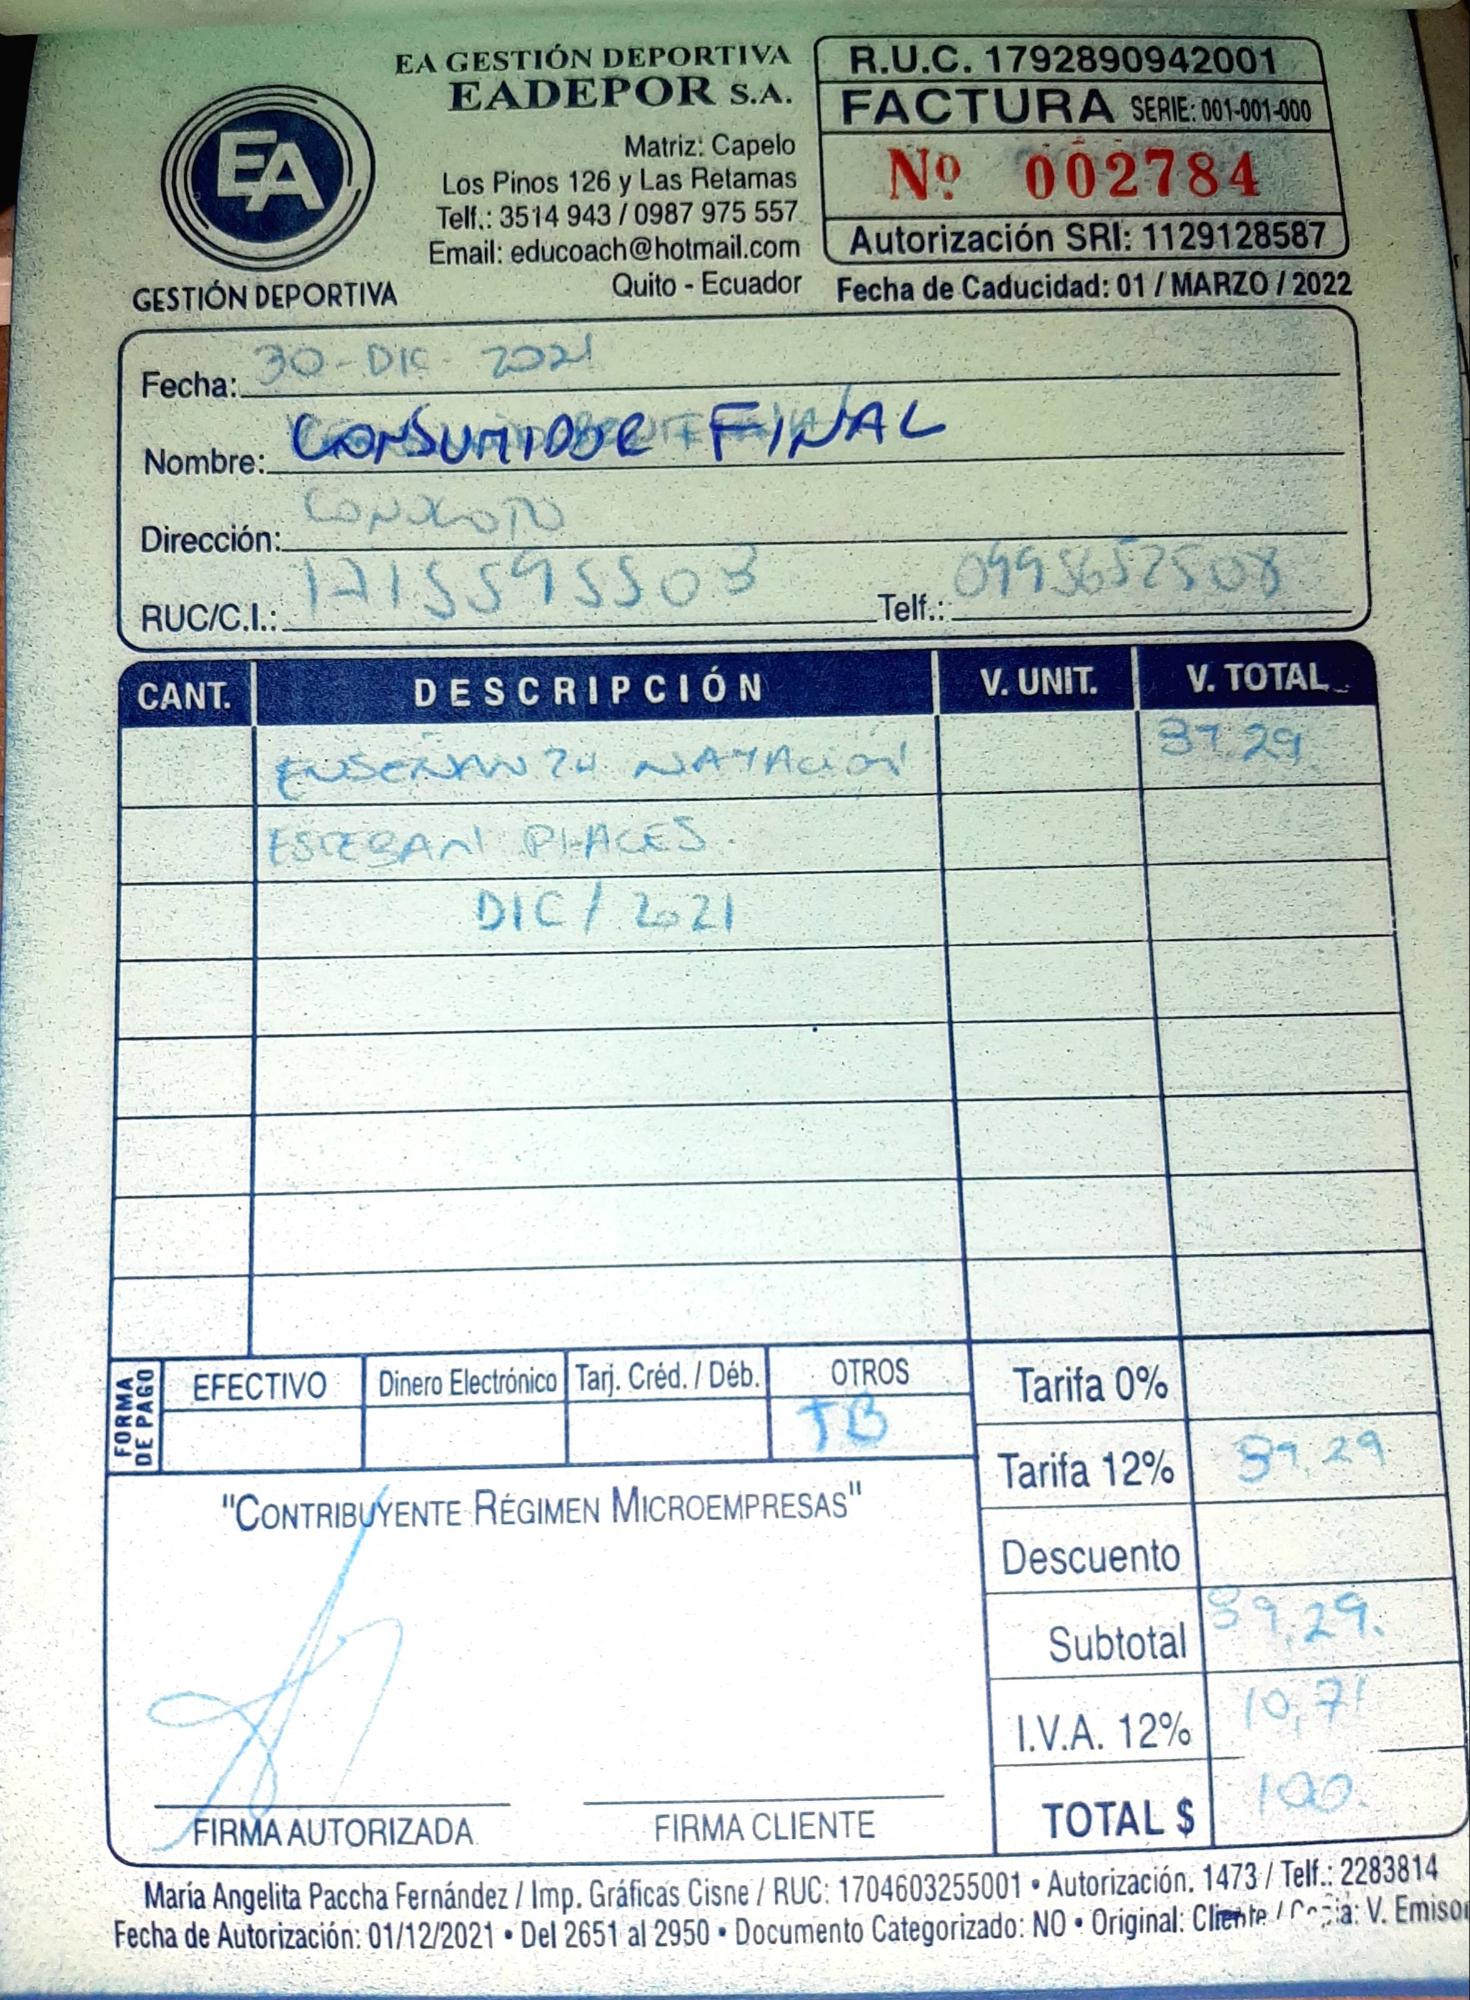 EA GESTIÓN DEPORTIVA
EADEPOR S.A.
Matriz: Capelo
Los Pinos 126 y Las Retamas
Telf.: 3514 943 / 0987 975 557
Email: educoach@hotmail.com
Quito - Ecuador
EA
GESTIÓN DEPORTIVA
R.U.C. 1792890942001
FACTURA SERIE: 001-001-000
Nº 002784
Autorización SRI: 1129128587
Fecha de Caducidad: 01 / MARZO / 2022
Fecha: 30-DIC-2021
Nombre: CONSUMIDOR FINAL
Dirección: CONOCOTO
RUC/C.I.: 1715595503 Telf.:
CANT. DESCRIPCIÓN V. UNIT. V. TOTAL
ENSEÑANZA NATACIÓN 89.29
ESTEBAN
DIC / 2021
FORMA DE PAGO
EFECTIVO Dinero Electrónico Tarj. Créd. / Déb. OTROS
TB
Tarifa 0%
Tarifa 12% 89,29
Descuento
Subtotal 89,29.
I.V.A. 12% 10,71
TOTAL $ 100.
"CONTRIBUYENTE RÉGIMEN MICROEMPRESAS"
FIRMA AUTORIZADA FIRMA CLIENTE
María Angelita Paccha Fernández / Imp. Gráficas Cisne / RUC: 1704603255001 • Autorización. 1473 / Telf.: 2283814
Fecha de Autorización: 01/12/2021 • Del 2651 al 2950 • Documento Categorizado: NO • Original: Cliente / Copia: V. Emisor